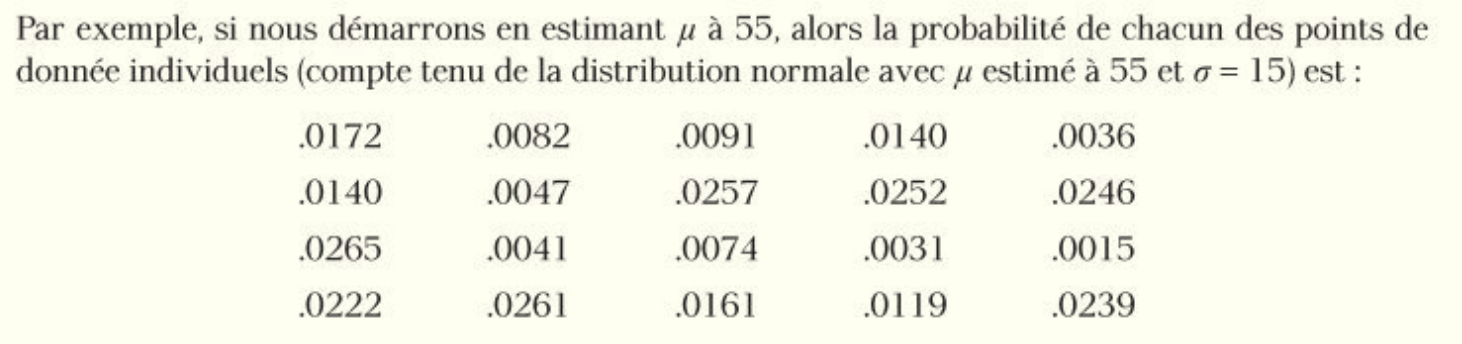 Par exemple, si nous démarrons en estimant μ à 55, alors la probabilité de chacun des points de
donnée individuels (compte tenu de la distribution normale avec μ estimé à 55 et σ = 15) est :
.0172 .0082 .0091 .0140 .0036
.0140 .0047 .0257 .0252 .0246
.0265 .0041 .0074 .0031 .0015
.0222 .0261 .0161 .0119 .0239